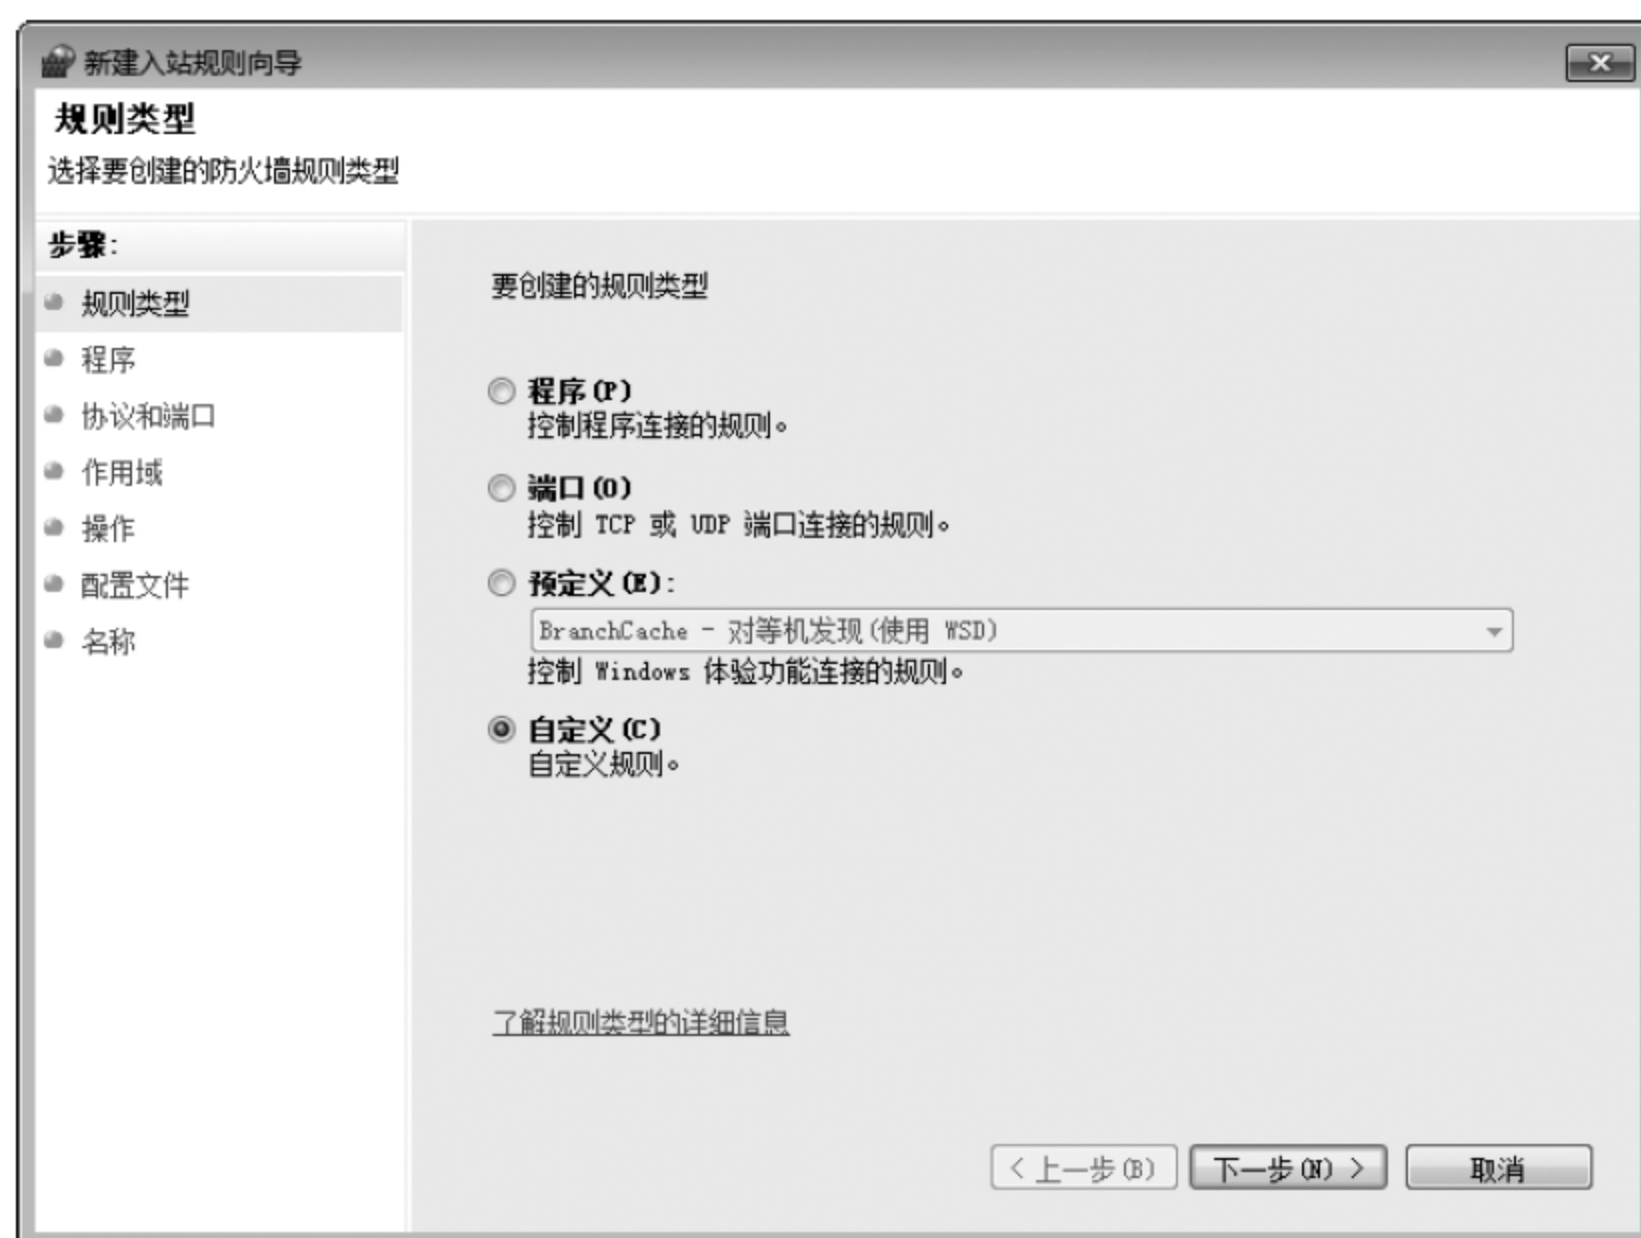 新建入站规则向导
规则类型
选择要创建的防火墙规则类型
步骤:
规则类型
程序
协议和端口
作用域
操作
配置文件
名称
要创建的规则类型
程序(P)
控制程序连接的规则。
端口(O)
控制 TCP 或 UDP 端口连接的规则。
预定义(E):
BranchCache - 对等机发现(使用 WSD)
控制 Windows 体验功能连接的规则。
自定义(C)
自定义规则。
了解规则类型的详细信息
< 上一步(B)
下一步(N) >
取消